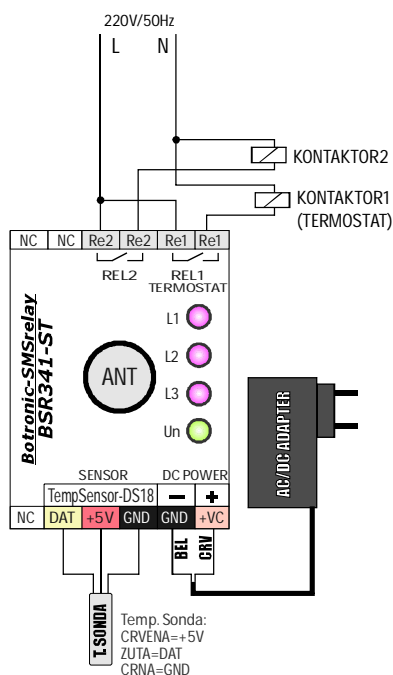 220V/50Hz
L N
KONTAKTOR2
KONTAKTOR1
(TERMOSTAT)
NC NC Re2 Re2 Re1 Re1
REL2 REL1
TERMOSTAT
Botronic-SMSrelay
BSR341-ST
ANT
L1
L2
L3
Un
AC/DC ADAPTER
SENSOR DC POWER
TempSensor-DS18 − +
NC DAT +5V GND GND +VC
BEL CRV
T.SONDA
Temp. Sonda:
CRVENA=+5V
ZUTA=DAT
CRNA=GND